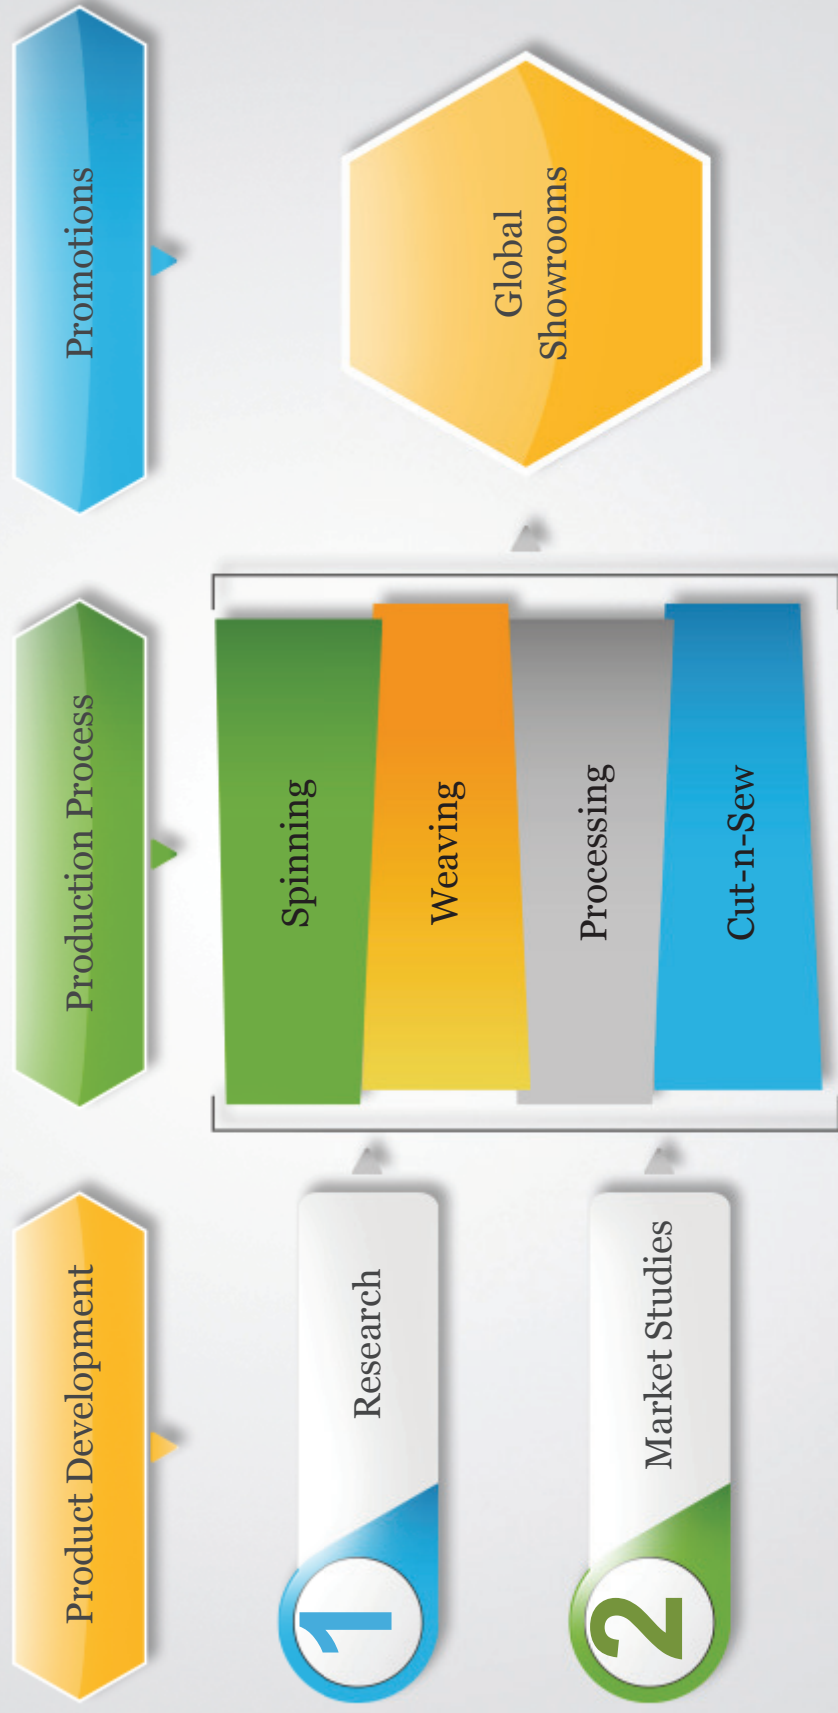 Product Development
Production Process
Promotions
1
Research
2
Market Studies
Spinning
Weaving
Processing
Cut-n-Sew
Global
Showrooms